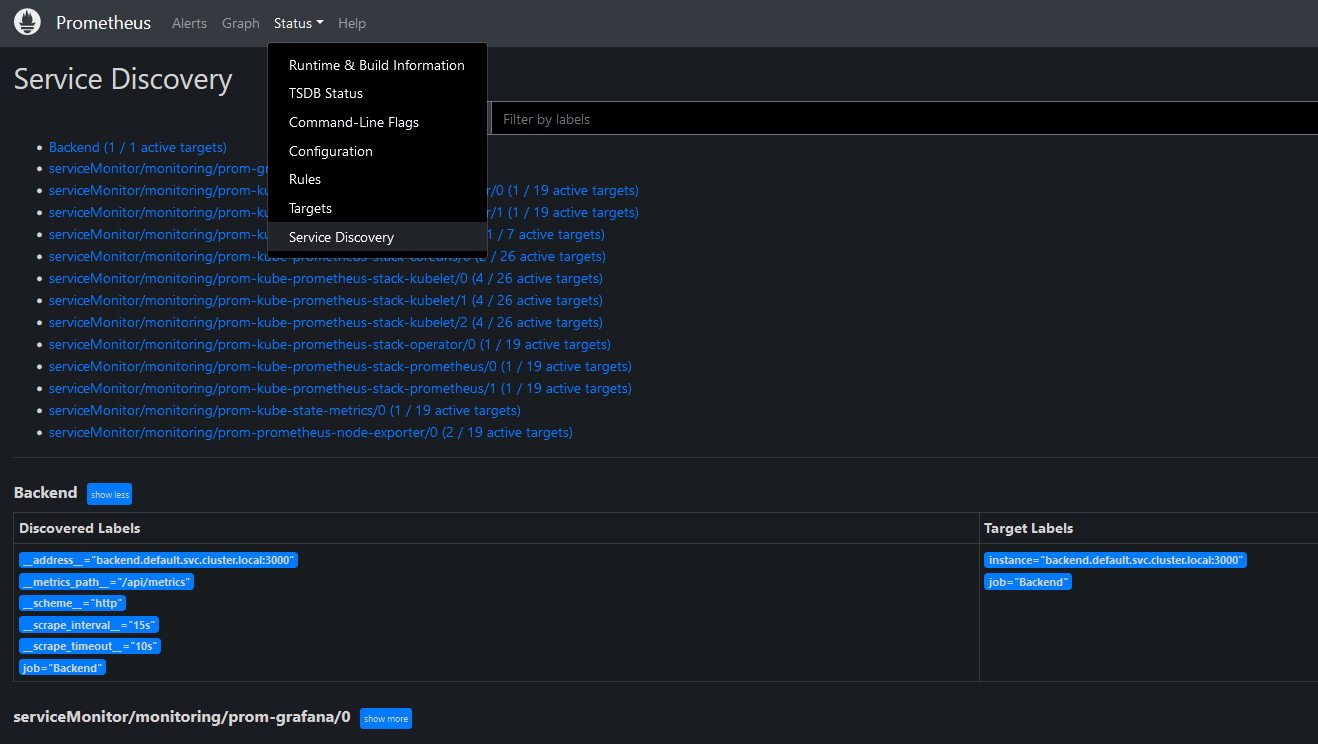 Prometheus Alerts Graph Status Help
Service Discovery
Runtime & Build Information
TSDB Status
Command-Line Flags
Configuration
Rules
Targets
Service Discovery
Filter by labels
Backend (1 / 1 active targets)
serviceMonitor/monitoring/prom-gr
serviceMonitor/monitoring/prom-ku r/0 (1 / 19 active targets)
serviceMonitor/monitoring/prom-ku r/1 (1 / 19 active targets)
serviceMonitor/monitoring/prom-ku 1 / 7 active targets)
serviceMonitor/monitoring/prom-kube-prometheus-stack-coredns/0 (2 / 26 active targets)
serviceMonitor/monitoring/prom-kube-prometheus-stack-kubelet/0 (4 / 26 active targets)
serviceMonitor/monitoring/prom-kube-prometheus-stack-kubelet/1 (4 / 26 active targets)
serviceMonitor/monitoring/prom-kube-prometheus-stack-kubelet/2 (4 / 26 active targets)
serviceMonitor/monitoring/prom-kube-prometheus-stack-operator/0 (1 / 19 active targets)
serviceMonitor/monitoring/prom-kube-prometheus-stack-prometheus/0 (1 / 19 active targets)
serviceMonitor/monitoring/prom-kube-prometheus-stack-prometheus/1 (1 / 19 active targets)
serviceMonitor/monitoring/prom-kube-state-metrics/0 (1 / 19 active targets)
serviceMonitor/monitoring/prom-prometheus-node-exporter/0 (2 / 19 active targets)
Backend show less
Discovered Labels Target Labels
__address__="backend.default.svc.cluster.local:3000" instance="backend.default.svc.cluster.local:3000"
__metrics_path__="/api/metrics" job="Backend"
__scheme__="http"
__scrape_interval__="15s"
__scrape_timeout__="10s"
job="Backend"
serviceMonitor/monitoring/prom-grafana/0 show more